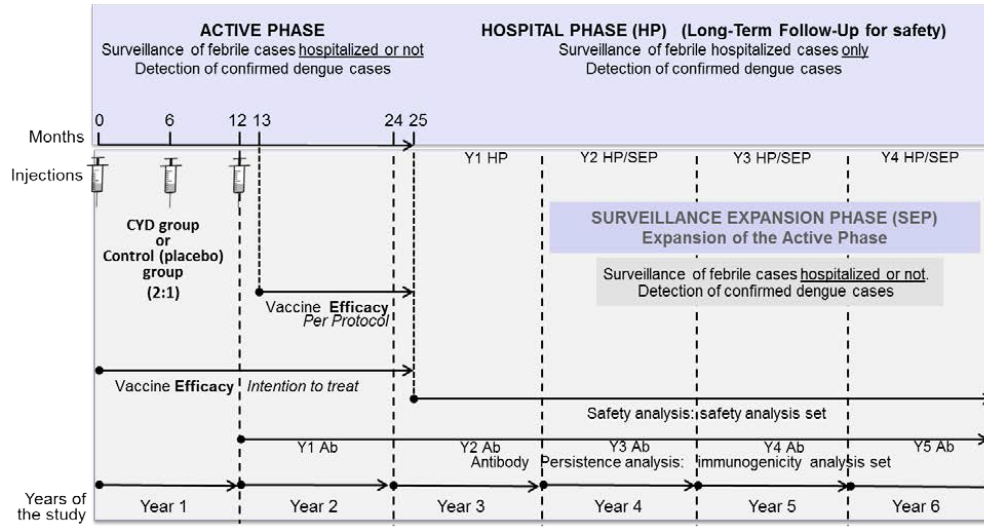 ACTIVE PHASE
Surveillance of febrile cases hospitalized or not
Detection of confirmed dengue cases
HOSPITAL PHASE (HP) (Long-Term Follow-Up for safety)
Surveillance of febrile hospitalized cases only
Detection of confirmed dengue cases
Months 0 6 12 13 24 25
Injections
Y1 HP Y2 HP/SEP Y3 HP/SEP Y4 HP/SEP
CYD group
or
Control (placebo)
group
(2:1)
SURVEILLANCE EXPANSION PHASE (SEP)
Expansion of the Active Phase
Surveillance of febrile cases hospitalized or not.
Detection of confirmed dengue cases
Vaccine Efficacy
Per Protocol
Vaccine Efficacy Intention to treat
Safety analysis: safety analysis set
Y1 Ab Y2 Ab Y3 Ab Y4 Ab Y5 Ab
Antibody Persistence analysis: immunogenicity analysis set
Years of
the study
Year 1 Year 2 Year 3 Year 4 Year 5 Year 6